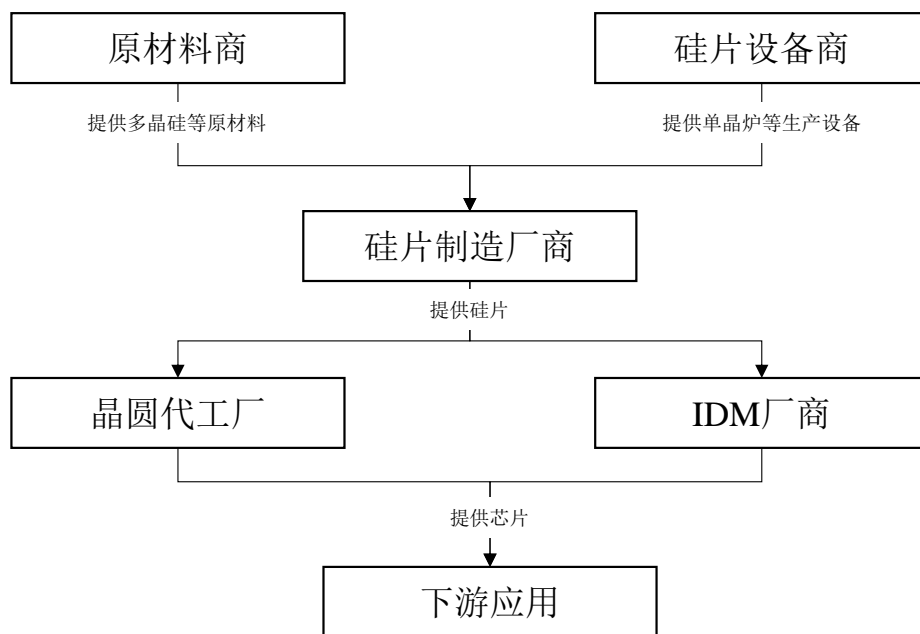 原材料商
硅片设备商
提供多晶硅等原材料
提供单晶炉等生产设备
硅片制造厂商
提供硅片
晶圆代工厂
IDM厂商
提供芯片
下游应用